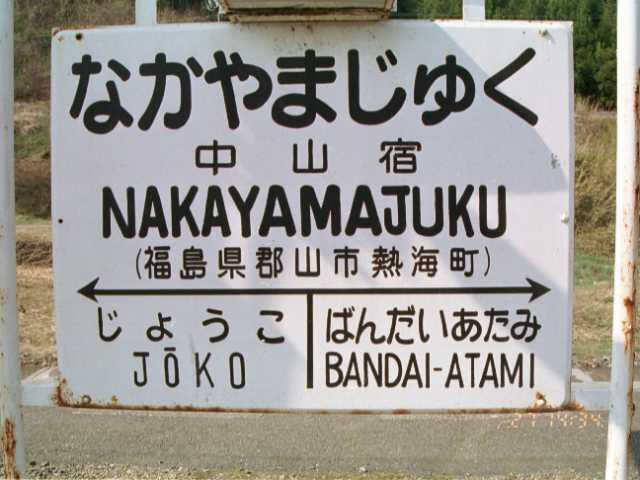 なかやまじゅく
中山宿
NAKAYAMAJUKU
(福島県郡山市熱海町)
じょうこ
JŌKO
ばんだいあたみ
BANDAI-ATAMI